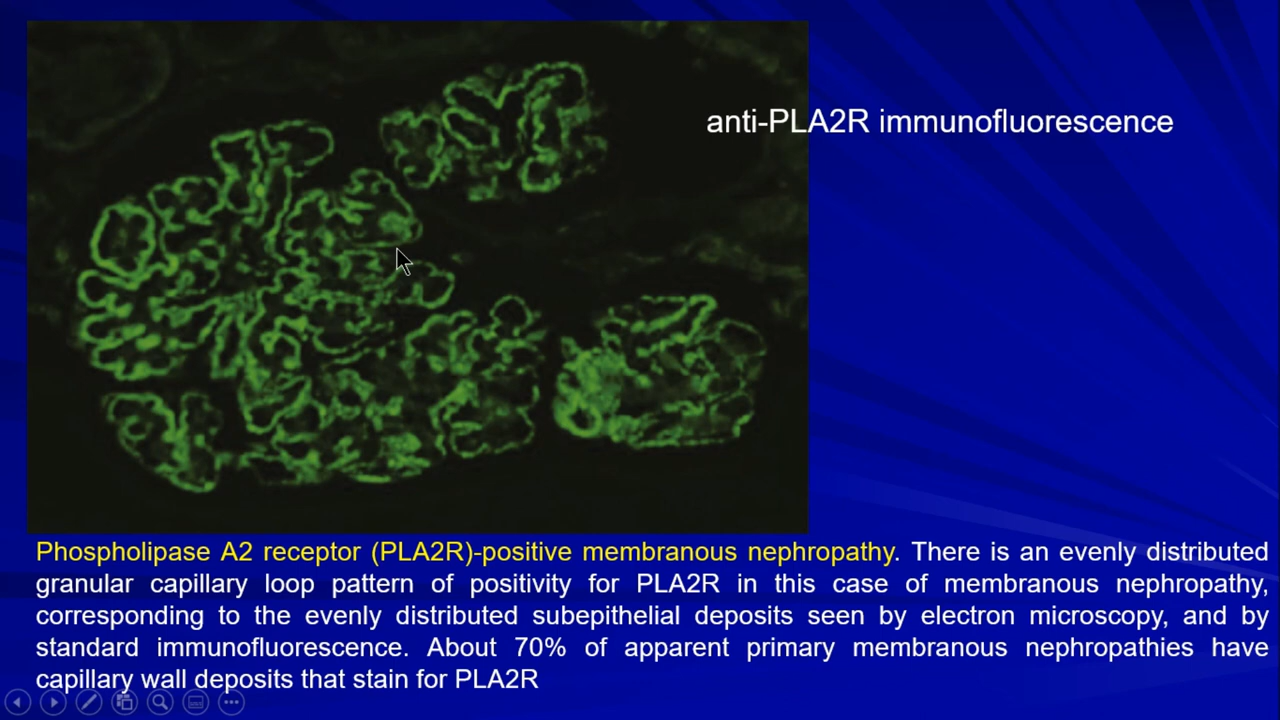 anti-PLA2R immunofluorescence
Phospholipase A2 receptor (PLA2R)-positive membranous nephropathy. There is an evenly distributed
granular capillary loop pattern of positivity for PLA2R in this case of membranous nephropathy,
corresponding to the evenly distributed subepithelial deposits seen by electron microscopy, and by
standard immunofluorescence. About 70% of apparent primary membranous nephropathies have
capillary wall deposits that stain for PLA2R